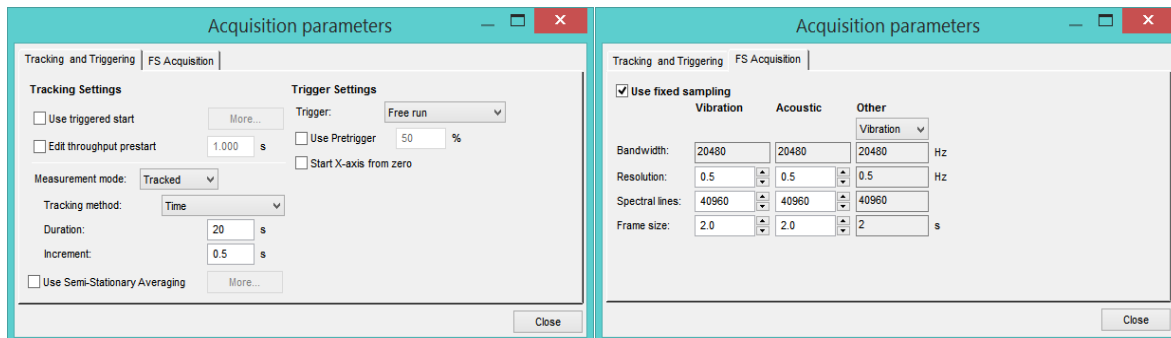 Acquisition parameters
Tracking and Triggering FS Acquisition
Tracking Settings
Use triggered start More...
Edit throughput prestart 1.000 s
Measurement mode: Tracked
Tracking method: Time
Duration: 20 s
Increment: 0.5 s
Use Semi-Stationary Averaging More...
Trigger Settings
Trigger: Free run
Use Pretrigger 50 %
Start X-axis from zero
Close
Acquisition parameters
Tracking and Triggering FS Acquisition
Use fixed sampling
Vibration Acoustic Other
Vibration
Bandwidth: 20480 20480 20480 Hz
Resolution: 0.5 0.5 0.5 Hz
Spectral lines: 40960 40960 40960
Frame size: 2.0 2.0 2 s
Close